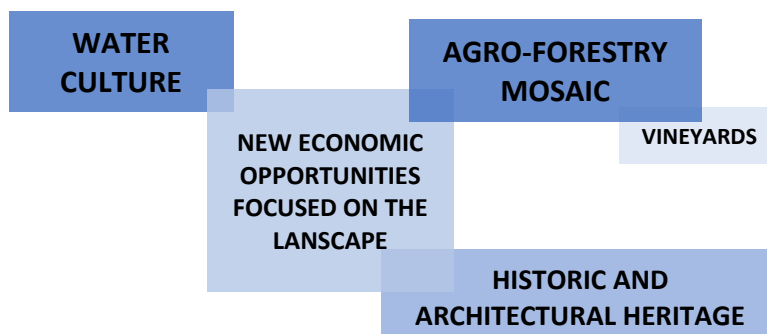 WATER
CULTURE
AGRO-FORESTRY
MOSAIC
VINEYARDS
NEW ECONOMIC
OPPORTUNITIES
FOCUSED ON THE
LANSCAPE
HISTORIC AND
ARCHITECTURAL HERITAGE